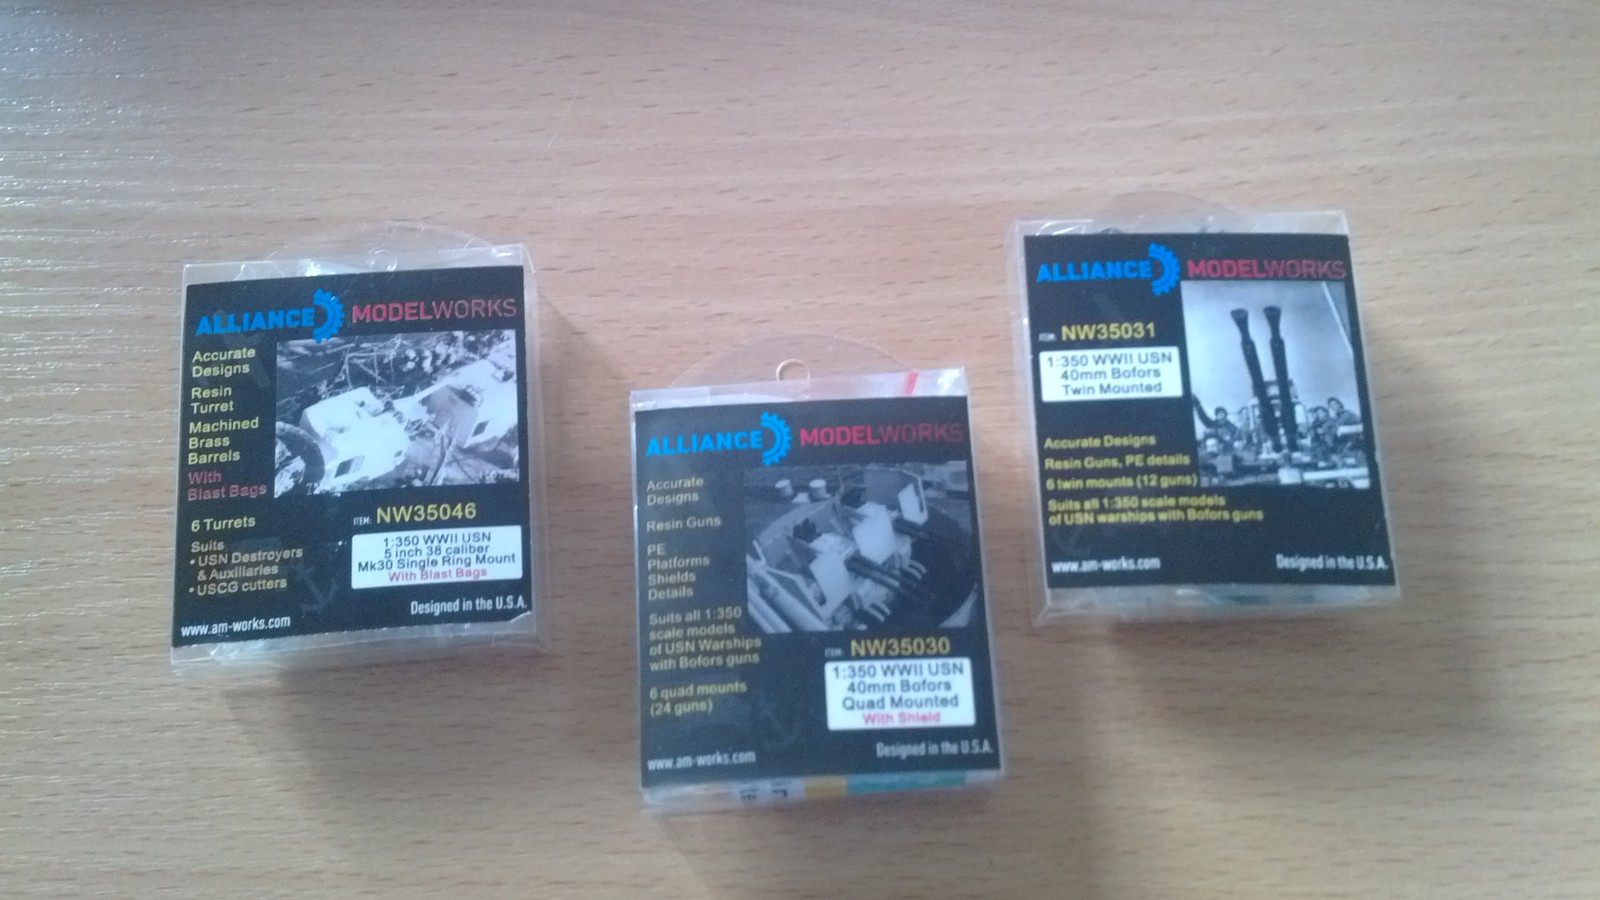 ALLIANCE MODELWORKS
Accurate
Designs
Resin
Turret
Machined
Brass
Barrels
With
Blast Bags
6 Turrets
Suits
• USN Destroyers
& Auxiliaries
• USCG cutters
ITEM: NW35046
1:350 WWII USN
5 inch 38 caliber
Mk30 Single Ring Mount
With Blast Bags
Designed in the U.S.A.
www.am-works.com
ALLIANCE MODELWORKS
Accurate
Designs
Resin Guns
PE
Platforms
Shields
Details
Suits all 1:350
scale models
of USN Warships
with Bofors guns
6 quad mounts
(24 guns)
ITEM: NW35030
1:350 WWII USN
40mm Bofors
Quad Mounted
With Shield
Designed in the U.S.A.
www.am-works.com
ALLIANCE MODELWORKS
ITEM: NW35031
1:350 WWII USN
40mm Bofors
Twin Mounted
Accurate Designs
Resin Guns, PE details
6 twin mounts (12 guns)
Suits all 1:350 scale models
of USN warships with Bofors guns
www.am-works.com
Designed in the U.S.A.